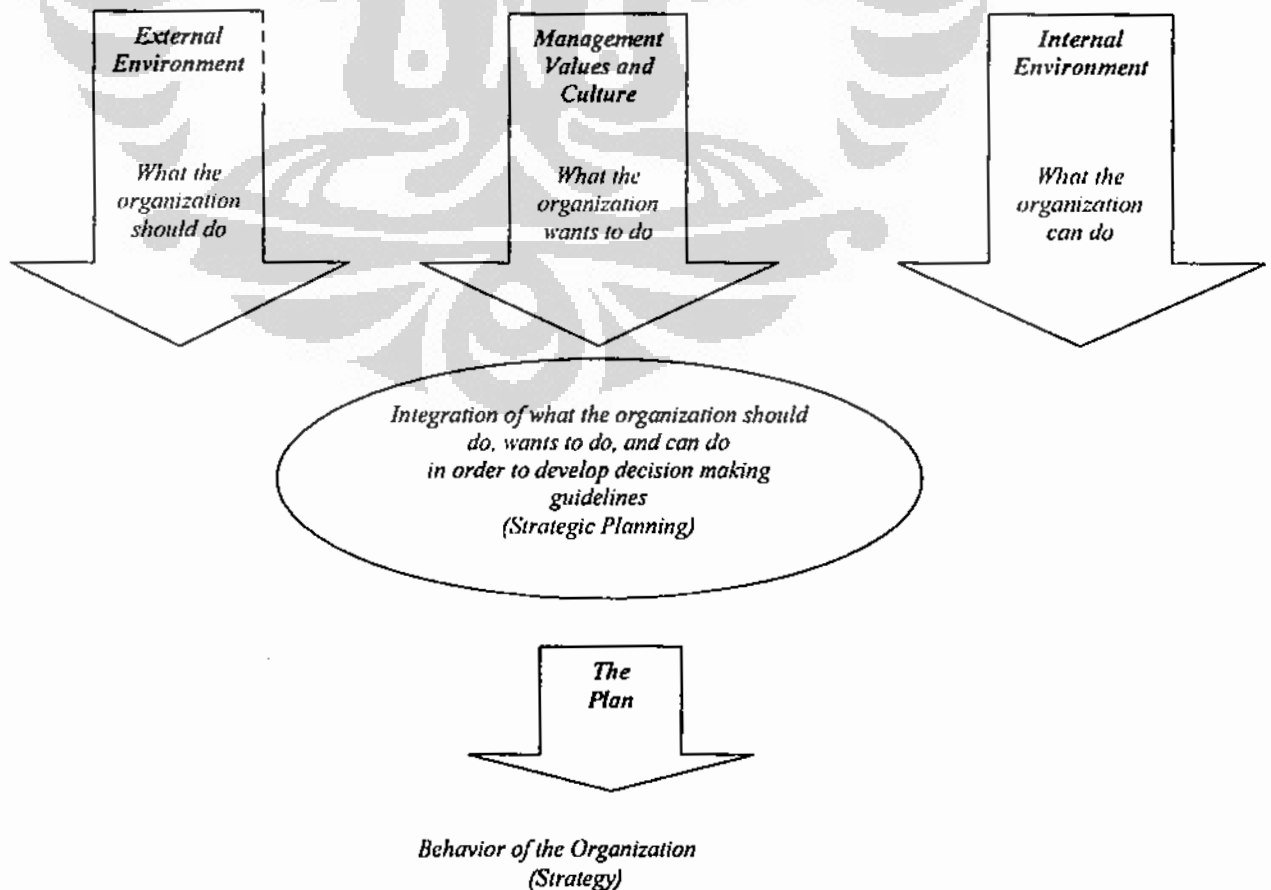 External
Environment
What the
organization
should do
Management
Values and
Culture
What the
organization
wants to do
Internal
Environment
What the
organization
can do
Integration of what the organization should
do, wants to do, and can do
in order to develop decision making
guidelines
(Strategic Planning)
The
Plan
Behavior of the Organization
(Strategy)